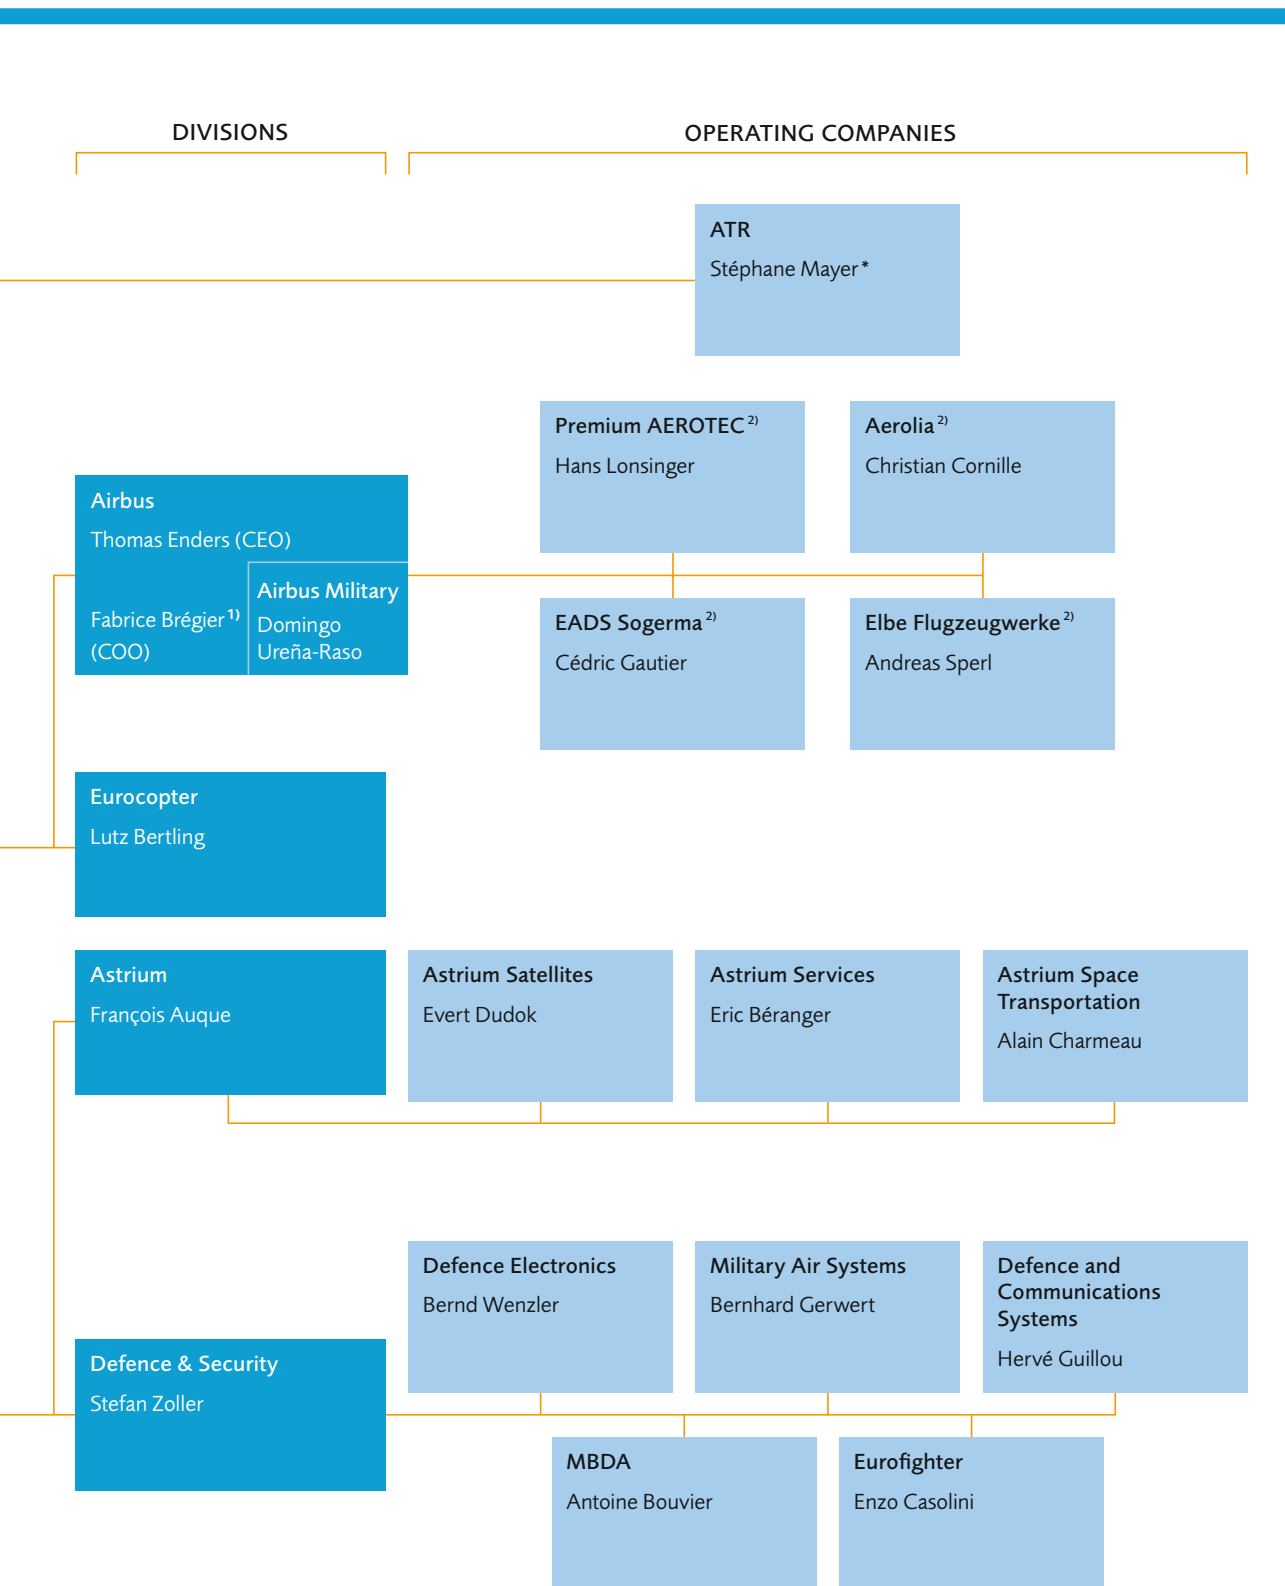 DIVISIONS
OPERATING COMPANIES
ATR
Stéphane Mayer*
Premium AEROTEC 2)
Hans Lonsinger
Aerolia 2)
Christian Cornille
Airbus
Thomas Enders (CEO)
Fabrice Brégier 1)
(COO)
Airbus Military
Domingo
Ureña-Raso
EADS Sogerma 2)
Cédric Gautier
Elbe Flugzeugwerke 2)
Andreas Sperl
Eurocopter
Lutz Bertling
Astrium
François Auque
Astrium Satellites
Evert Dudok
Astrium Services
Eric Béranger
Astrium Space
Transportation
Alain Charmeau
Defence Electronics
Bernd Wenzler
Military Air Systems
Bernhard Gerwert
Defence and
Communications
Systems
Hervé Guillou
Defence & Security
Stefan Zoller
MBDA
Antoine Bouvier
Eurofighter
Enzo Casolini